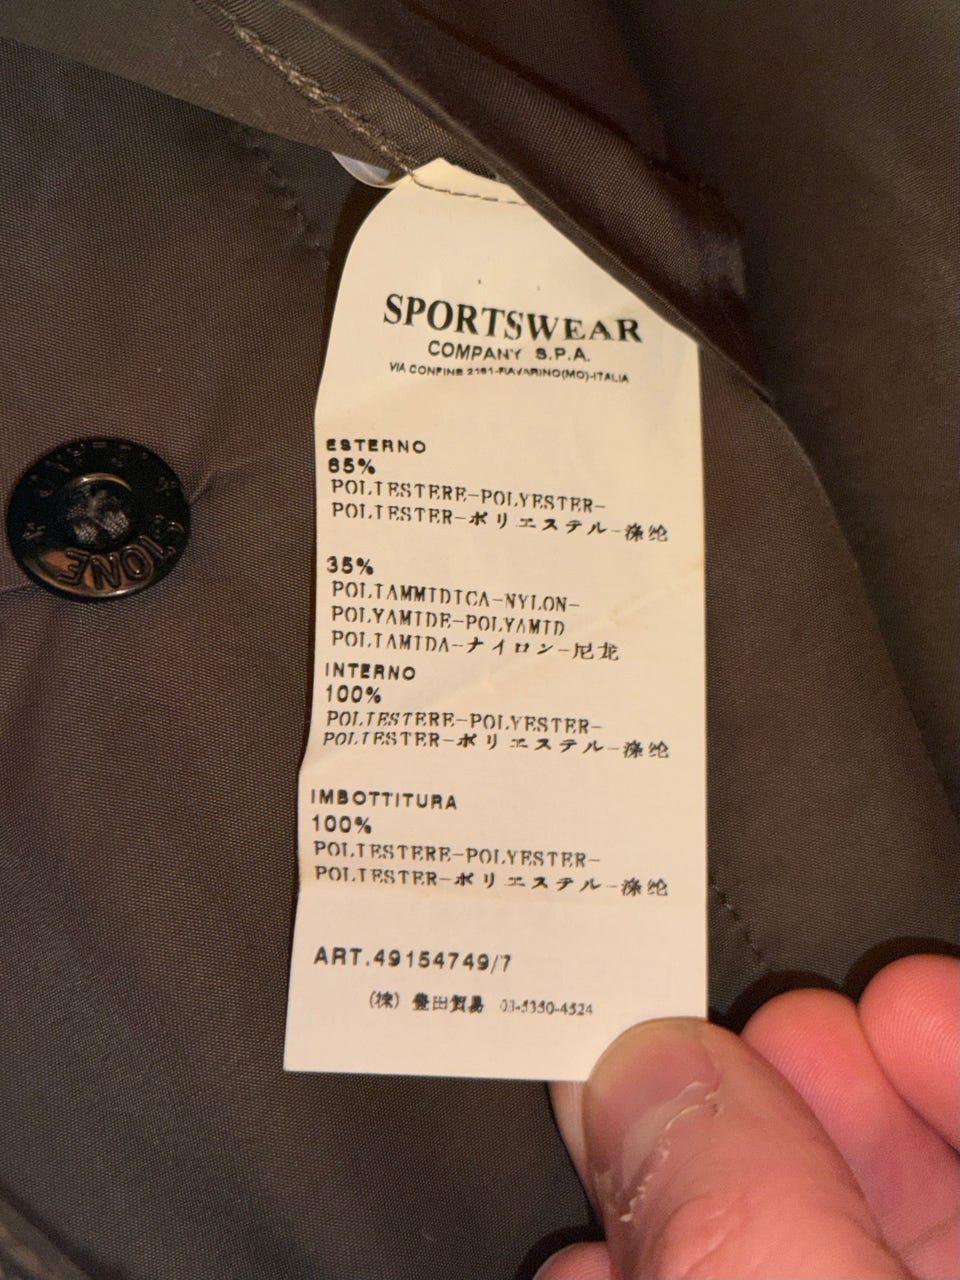 SPORTSWEAR
COMPANY S.P.A.
VIA CONFINE 2161-RAVARINO(MO)-ITALIA
ESTERNO
65%
POLIESTERE-POLYESTER-
POLIESTER-ポリエステル-涤纶
35%
POLIAMMIDICA-NYLON-
POLYAMIDE-POLYAMID
POLIAMIDA--ナイロン-尼龙
INTERNO
100%
POLIESTERE-POLYESTER-
POLIESTER-ポリエステル-涤纶
IMBOTTITURA
100%
POLIESTERE-POLYESTER-
POLIESTER-ポリエステル-涤纶
ART.49154749/7
(株) 豊田貿易 03-5350-4524
IONE